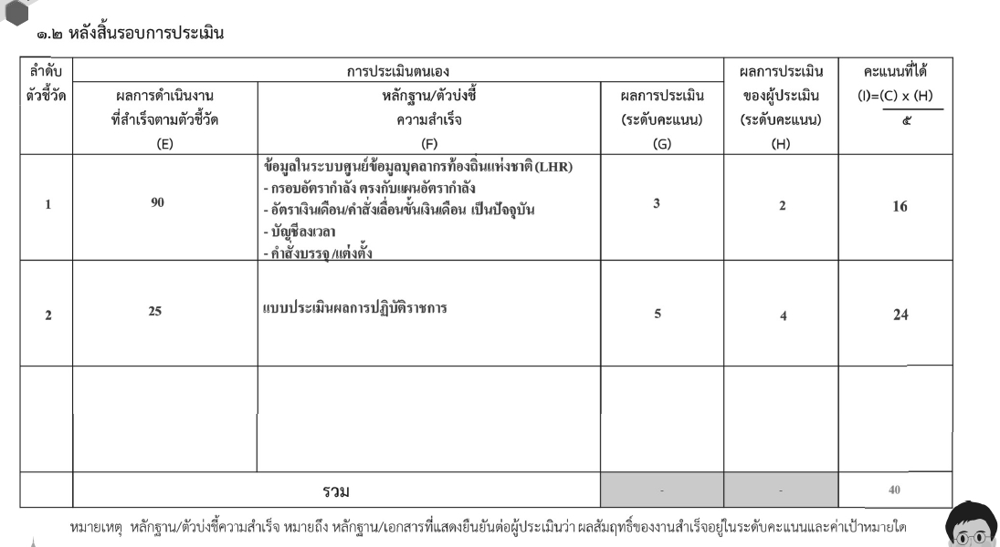 ๑.๒ หลังสิ้นรอบการประเมิน
ลำดับ
ตัวชี้วัด
การประเมินตนเอง
ผลการประเมิน
ของผู้ประเมิน
(ระดับคะแนน)
(H)
คะแนนที่ได้
(I)=(C) x (H)
๕
ผลการดำเนินงาน
ที่สำเร็จตามตัวชี้วัด
(E)
หลักฐาน/ตัวบ่งชี้
ความสำเร็จ
(F)
ผลการประเมิน
(ระดับคะแนน)
(G)
1
90
ข้อมูลในระบบศูนย์ข้อมูลบุคลากรท้องถิ่นแห่งชาติ (LHR)
- กรอบอัตรากำลัง ตรงกับแผนอัตรากำลัง
- อัตราเงินเดือน/คำสั่งเลื่อนขั้นเงินเดือน เป็นปัจจุบัน
- บัญชีลงเวลา
- คำสั่งบรรจุ /แต่งตั้ง
3
2
16
2
25
แบบประเมินผลการปฏิบัติราชการ
5
4
24
รวม
-
-
40
หมายเหตุ หลักฐาน/ตัวบ่งชี้ความสำเร็จ หมายถึง หลักฐาน/เอกสารที่แสดงยืนยันต่อผู้ประเมินว่า ผลสัมฤทธิ์ของงานสำเร็จอยู่ในระดับคะแนนและค่าเป้าหมายใด